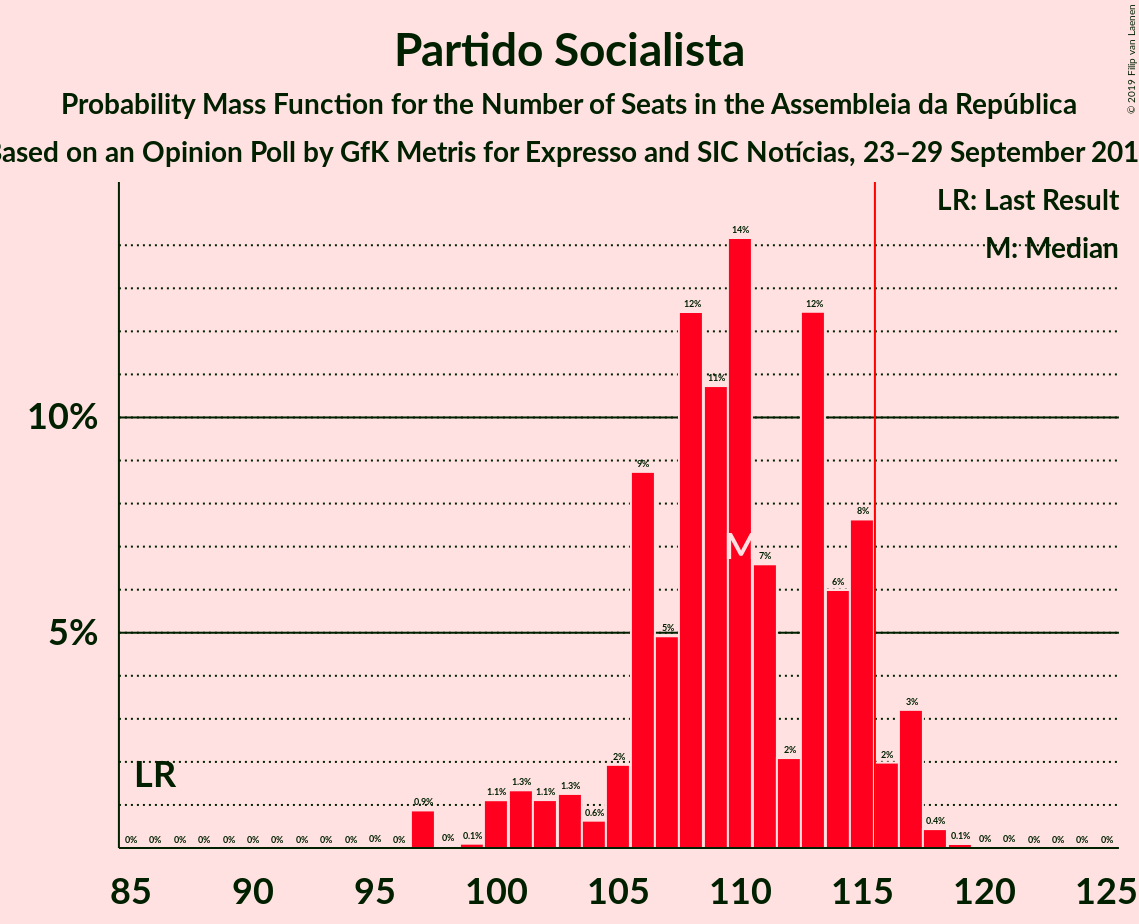 Partido Socialista
Probability Mass Function for the Number of Seats in the Assembleia da República
Based on an Opinion Poll by GfK Metris for Expresso and SIC Notícias, 23–29 September 201
© 2019 Filip van Laenen
LR: Last Result
M: Median
10%
5%
LR
M
0% 0% 0% 0% 0% 0% 0% 0% 0% 0% 0% 0% 0.9% 0% 0.1% 1.1% 1.3% 1.1% 1.3% 0.6% 2% 9% 5% 12% 11% 14% 7% 2% 12% 6% 8% 2% 3% 0.4% 0.1% 0% 0% 0% 0% 0% 0%
85 90 95 100 105 110 115 120 125